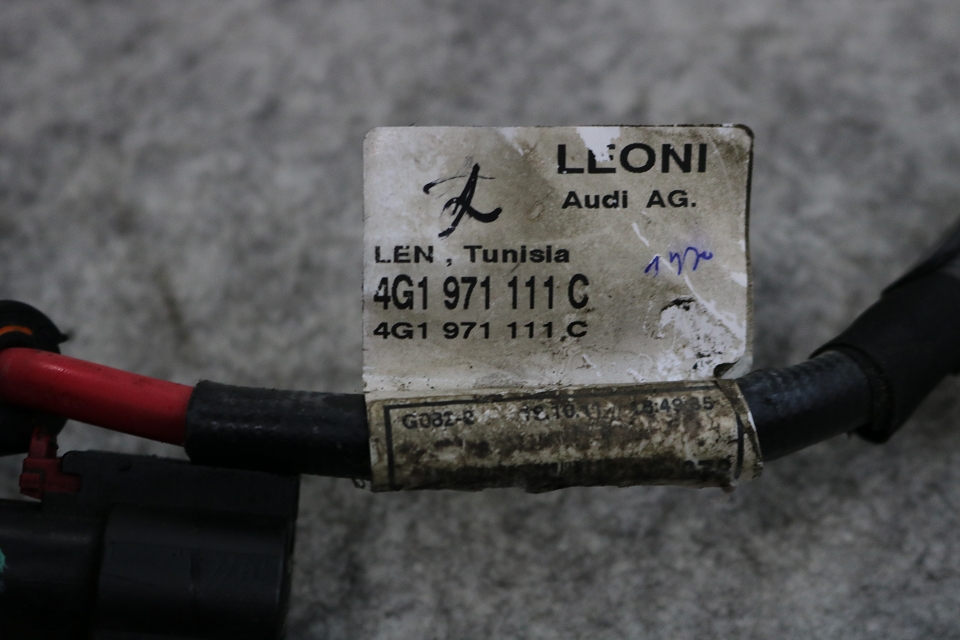 LEONI
Audi AG.
LEN , Tunisia
4G1 971 111 C
4G1 971 111 C